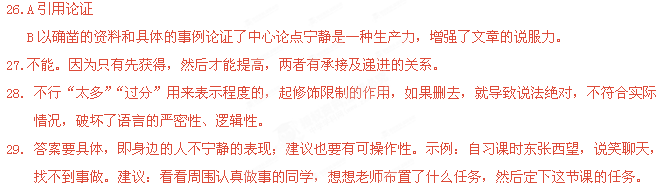 26.A 引用论证
B 以确凿的资料和具体的事例论证了中心论点宁静是一种生产力，增强了文章的说服力。
27.不能。因为只有先获得，然后才能提高，两者有承接及递进的关系。
28. 不行“太多”“过分”用来表示程度的，起修饰限制的作用，如果删去，就导致说法绝对，不符合实际
情况，破坏了语言的严密性、逻辑性。
29. 答案要具体，即身边的人不宁静的表现；建议也要有可操作性。示例：自习课时东张西望，说笑聊天，
找不到事做。建议：看看周围认真做事的同学，想想老师布置了什么任务，然后定下这节课的任务。